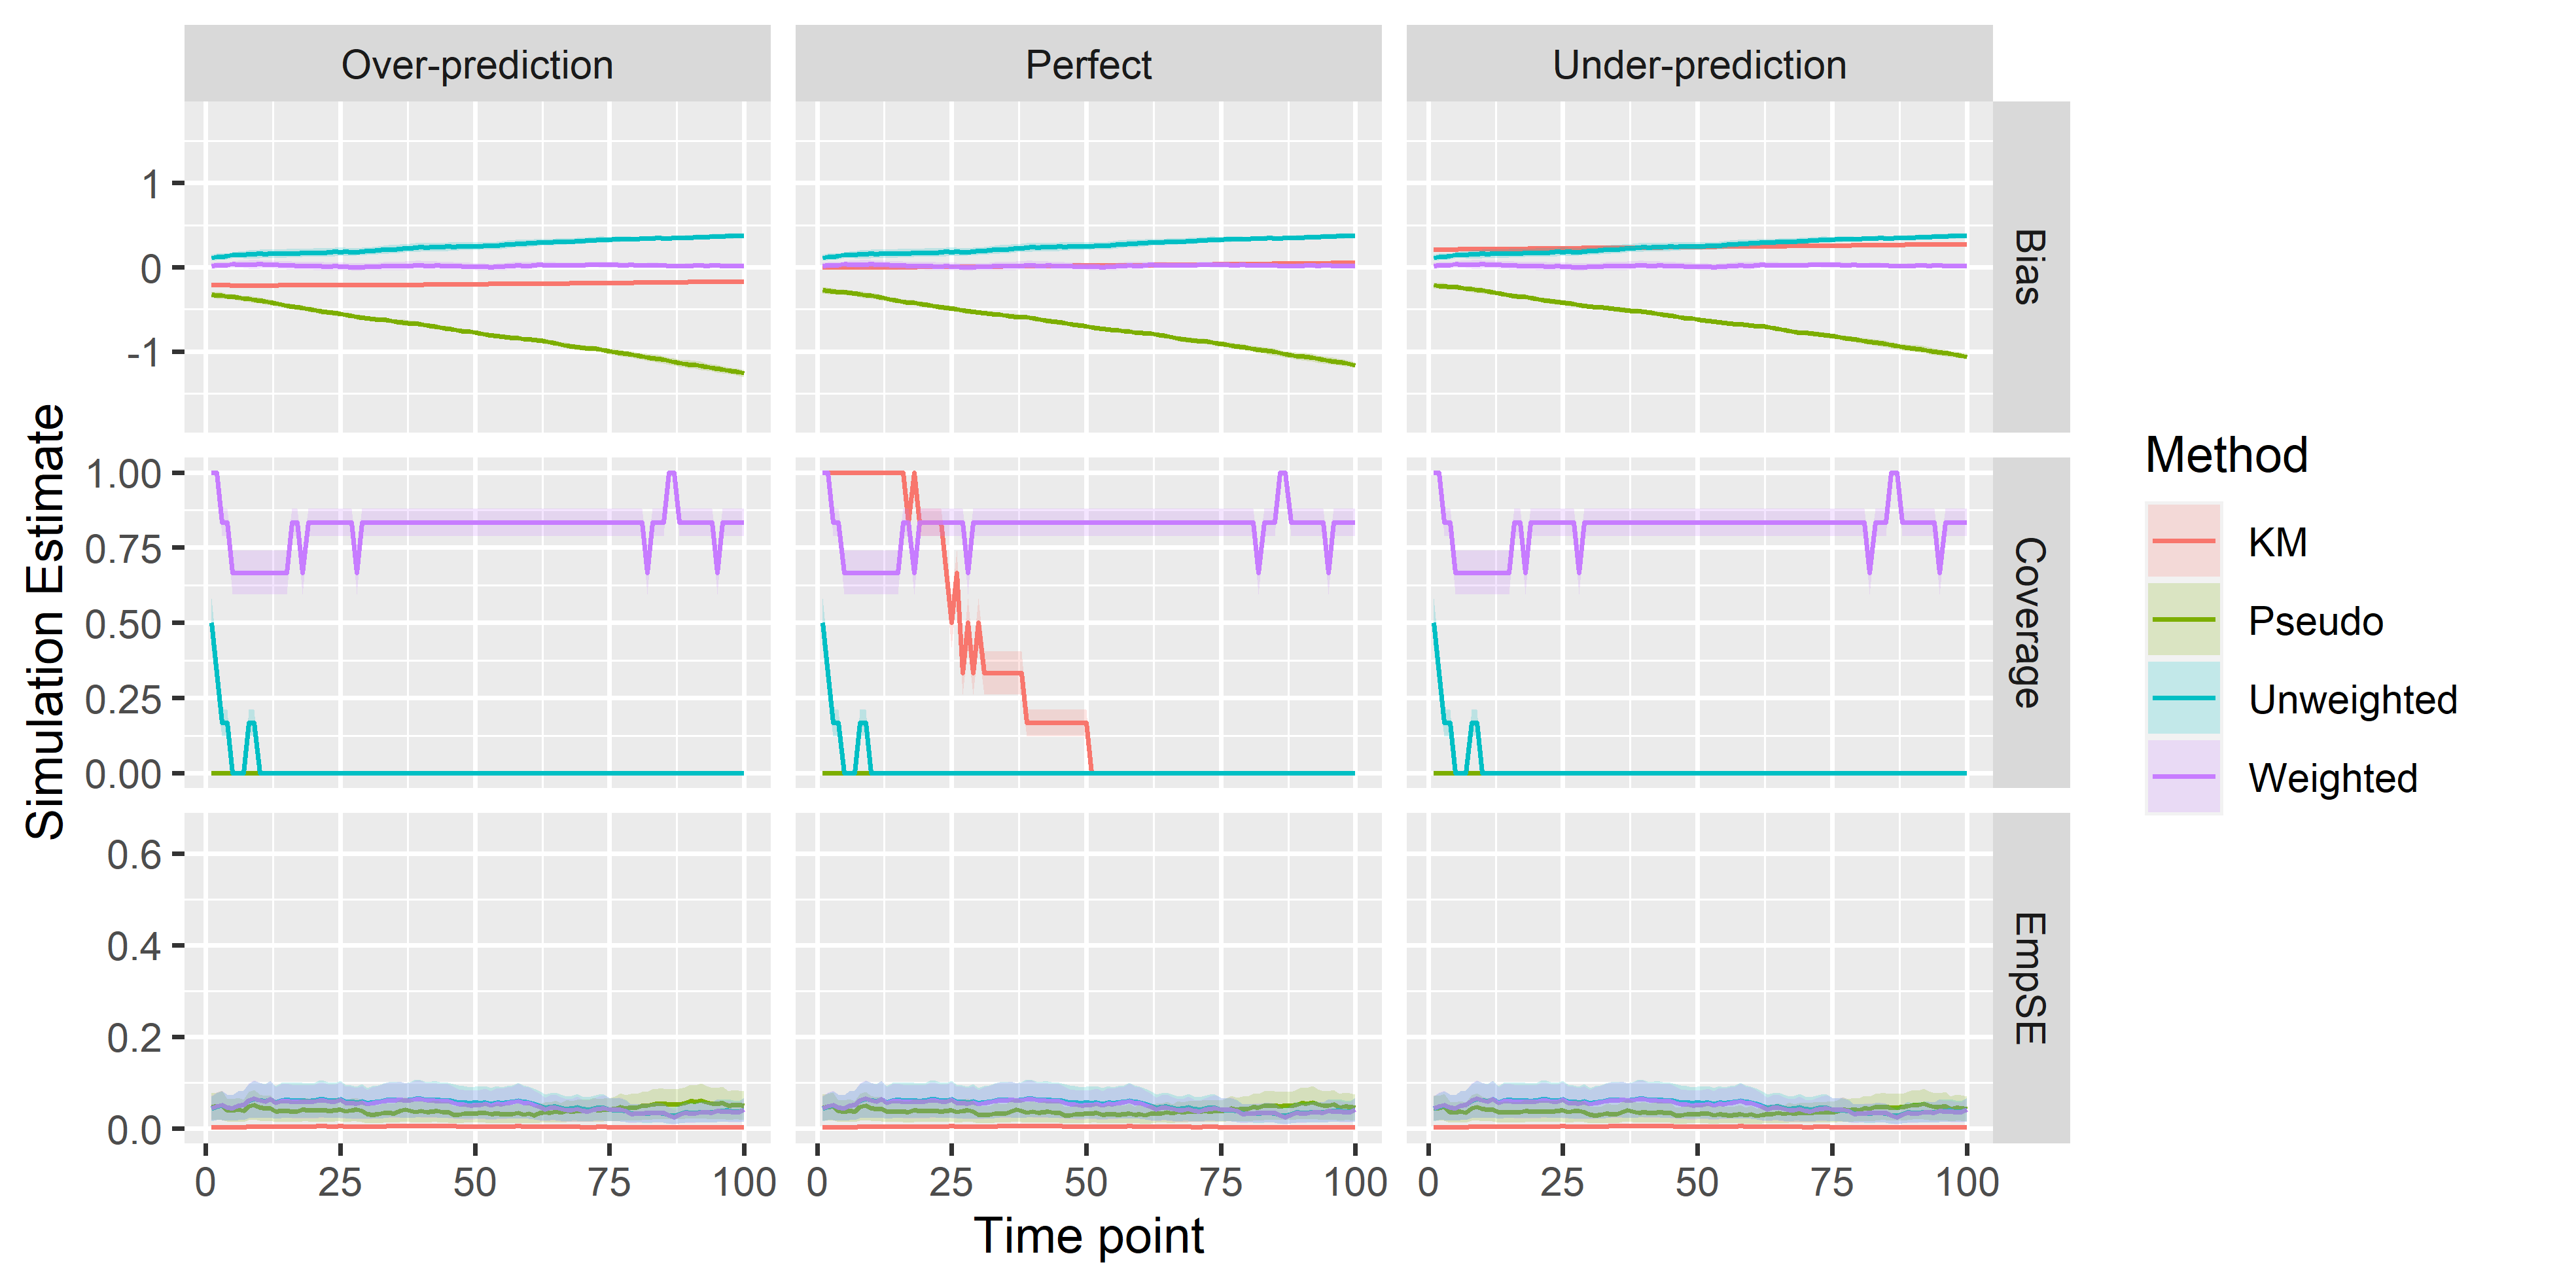 Over-prediction
Perfect
Under-prediction
1
0
-1
Bias
1.00
0.75
0.50
0.25
0.00
Coverage
0.6
0.4
0.2
0.0
EmpSE
0 25 50 75 100
0 25 50 75 100
0 25 50 75 100
Time point
Simulation Estimate
Method
KM
Pseudo
Unweighted
Weighted